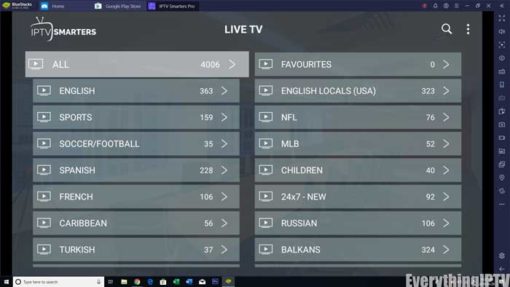 BlueStacks
Home
Google Play Store
IPTV Smarters Pro
IPTV SMARTERS
LIVE TV
ALL 4006
FAVOURITES 0
ENGLISH 363
ENGLISH LOCALS (USA) 323
SPORTS 159
NFL 76
SOCCER/FOOTBALL 35
MLB 52
SPANISH 228
CHILDREN 40
FRENCH 106
24x7 - NEW 92
CARIBBEAN 56
RUSSIAN 106
TURKISH 37
BALKANS 324
Type here to search
EverythingIPTV